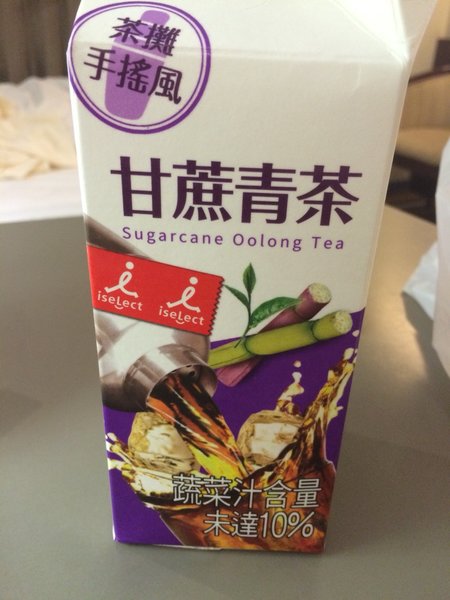 茶攤
手搖風
甘蔗青茶
Sugarcane Oolong Tea
iseLect
iseLect
蔬菜汁含量
未達10%